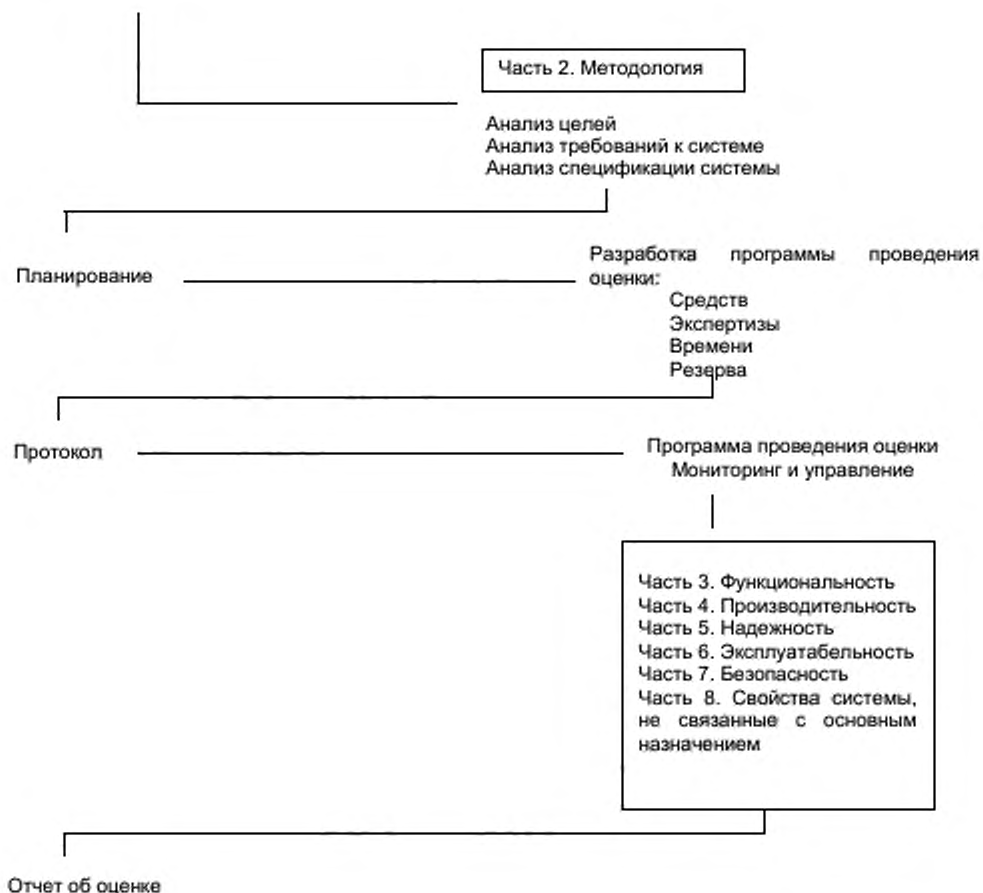 Часть 2. Методология
Анализ целей
Анализ требований к системе
Анализ спецификации системы
Разработка программы проведения
Планирование
оценки:
Средств
Экспертизы
Времени
Резерва
Протокол
Программа проведения оценки
Мониторинг и управление
Часть 3. Функциональность
Часть 4. Производительность
Часть 5. Надежность
Часть 6. Эксплуатабельность
Часть 7. Безопасность
Часть 8. Свойства системы,
не связанные с основным
назначением
Отчет об оценке